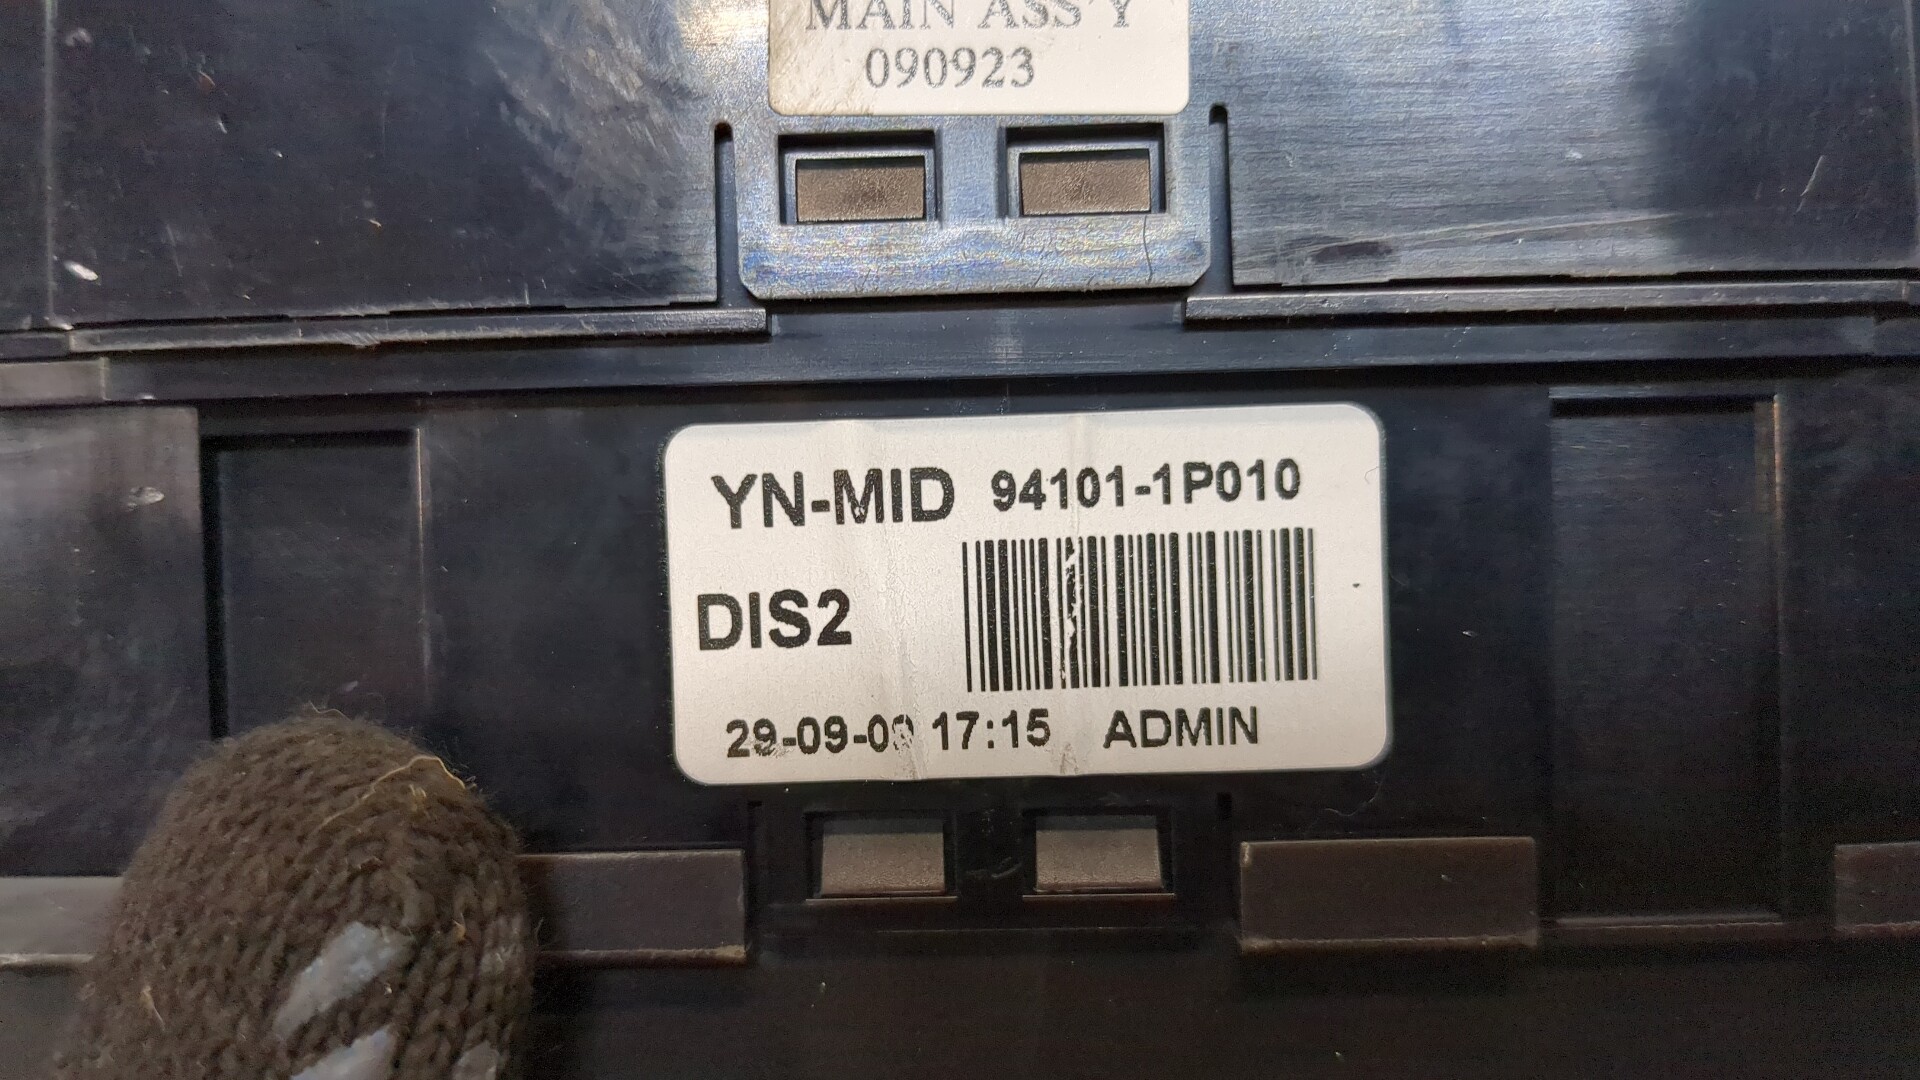 MAIN ASS'Y
090923
YN-MID 94101-1P010
DIS2
29-09-09 17:15 ADMIN